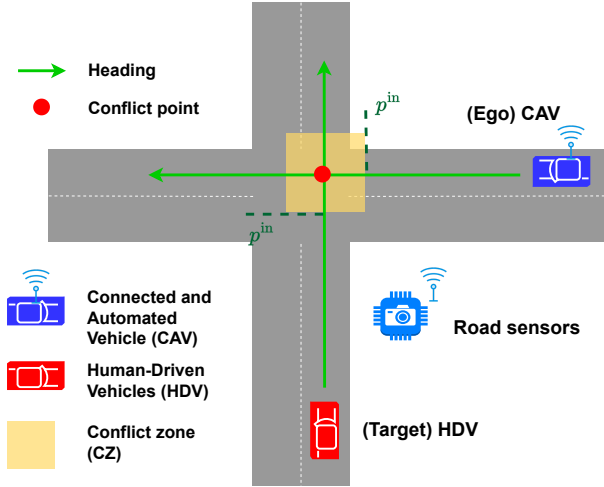 Heading
Conflict point
p^in
(Ego) CAV
p^in
Connected and
Automated
Vehicle (CAV)
Road sensors
Human-Driven
Vehicles (HDV)
(Target) HDV
Conflict zone
(CZ)